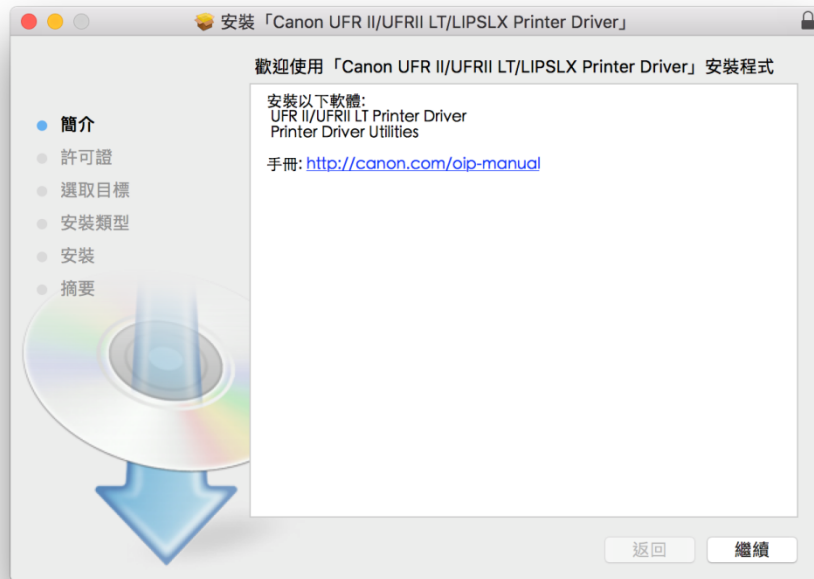 安裝「Canon UFR II/UFRII LT/LIPSLX Printer Driver」
歡迎使用「Canon UFR II/UFRII LT/LIPSLX Printer Driver」安裝程式
簡介
許可證
選取目標
安裝類型
安裝
摘要
安裝以下軟體:
UFR II/UFRII LT Printer Driver
Printer Driver Utilities
手冊: http://canon.com/oip-manual
返回
繼續